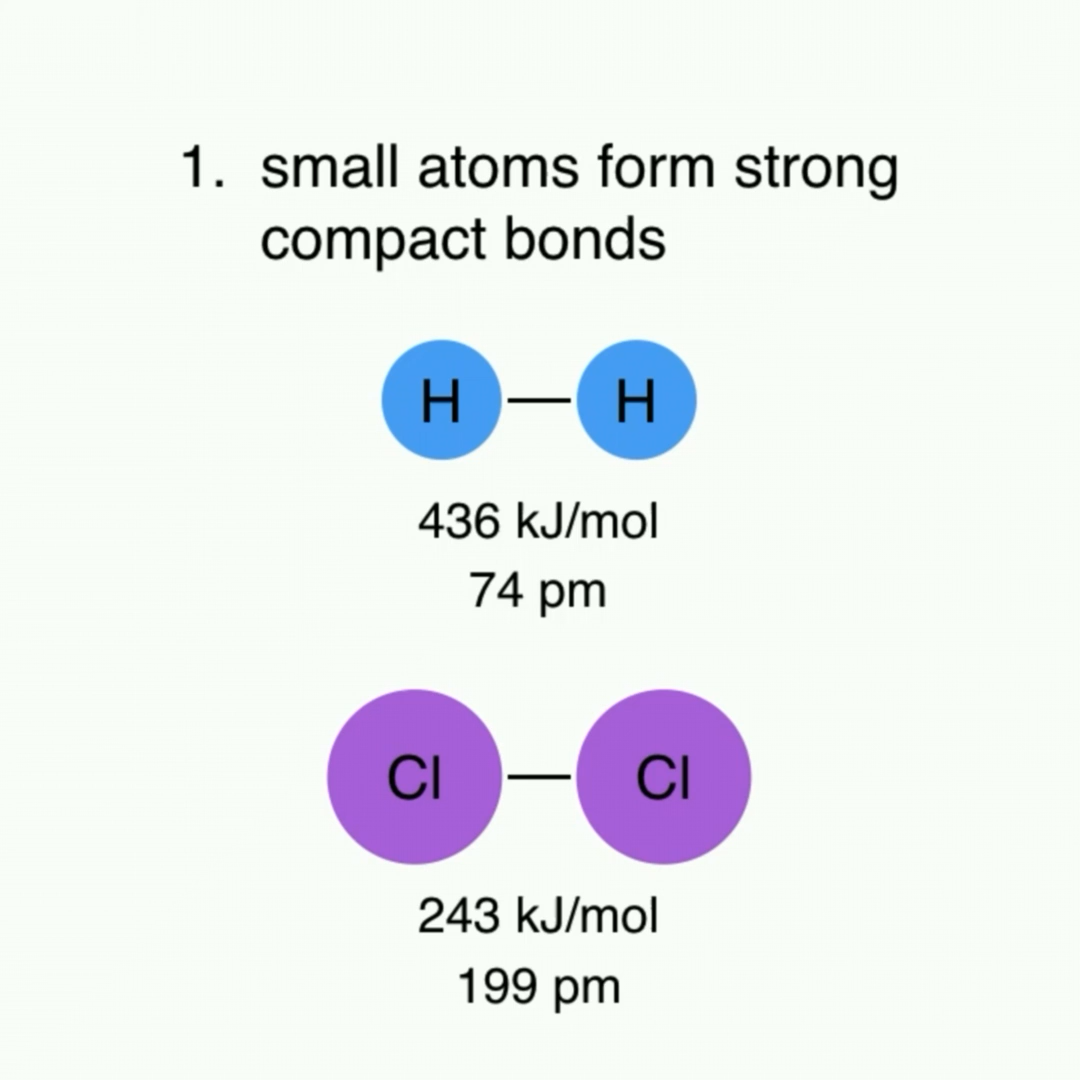 1. small atoms form strong
compact bonds
H — H
436 kJ/mol
74 pm
Cl — Cl
243 kJ/mol
199 pm